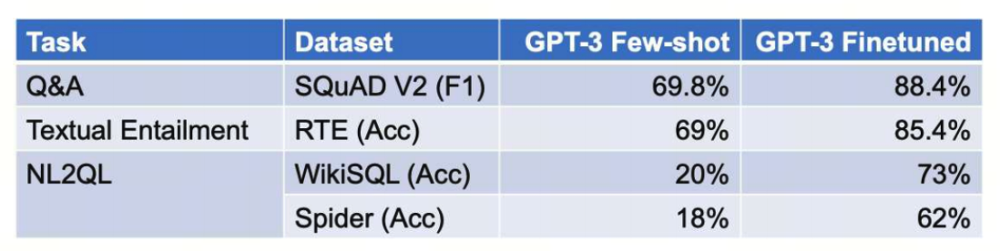 Task Dataset GPT-3 Few-shot GPT-3 Finetuned
Q&A SQuAD V2 (F1) 69.8% 88.4%
Textual Entailment RTE (Acc) 69% 85.4%
NL2QL WikiSQL (Acc) 20% 73%
Spider (Acc) 18% 62%